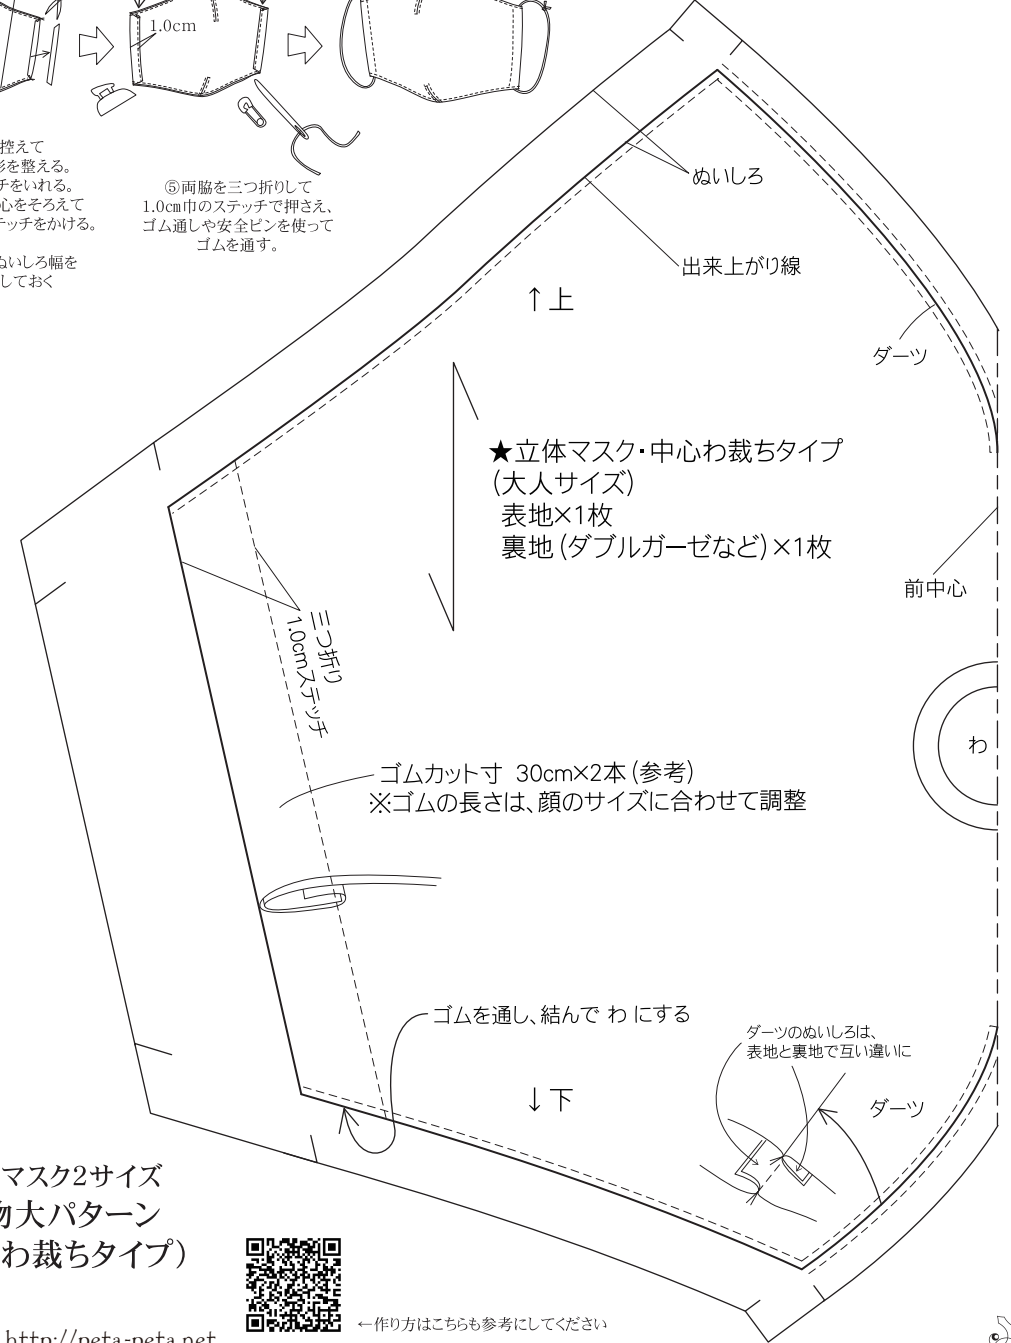 1.0cm
控えて
形を整える。
チをいれる。
心をそろえて
テッチをかける。
ぬいしろ幅を
しておく
⑤両脇を三つ折りして
1.0cm巾のステッチで押さえ、
ゴム通しや安全ピンを使って
ゴムを通す。
ぬいしろ
出来上がり線
↑上
ダーツ
★立体マスク・中心わ裁ちタイプ
(大人サイズ)
表地×1枚
裏地(ダブルガーゼなど)×1枚
前中心
三つ折り
1.0cmステッチ
わ
ゴムカット寸 30cm×2本(参考)
※ゴムの長さは、顔のサイズに合わせて調整
ゴムを通し、結んで わ にする
ダーツのぬいしろは、
表地と裏地で互い違いに
↓下
ダーツ
マスク2サイズ
物大パターン
わ裁ちタイプ)
←作り方はこちらも参考にしてください
http://peta-peta.net